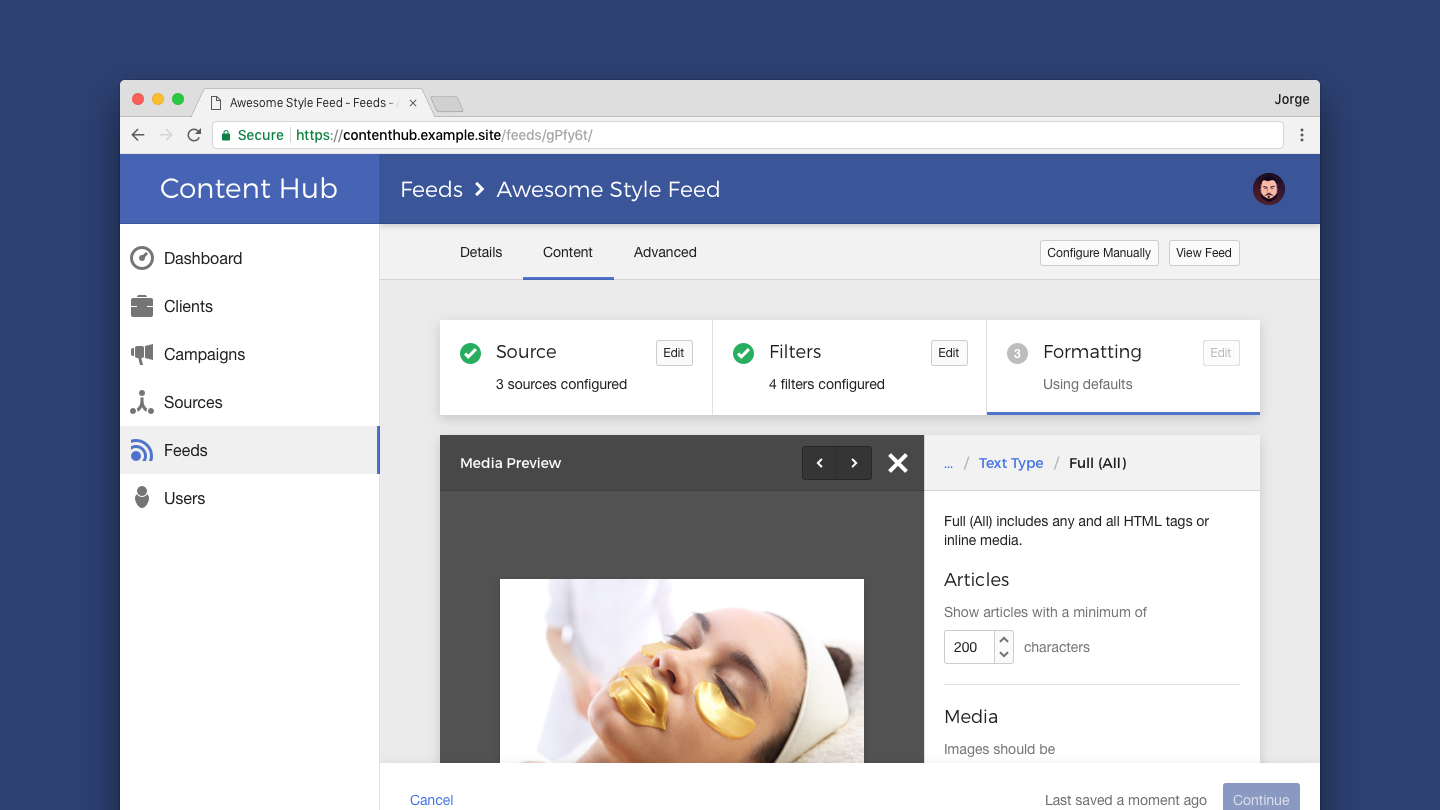 Awesome Style Feed - Feeds -
Jorge
Secure https://contenthub.example.site/feeds/gPfy6t/
Content Hub
Feeds > Awesome Style Feed
Dashboard
Clients
Campaigns
Sources
Feeds
Users
Details Content Advanced Configure Manually View Feed
Source Edit
3 sources configured
Filters Edit
4 filters configured
3 Formatting Edit
Using defaults
Media Preview
... / Text Type / Full (All)
Full (All) includes any and all HTML tags or
inline media.
Articles
Show articles with a minimum of
200 characters
Media
Images should be
Cancel Last saved a moment ago Continue